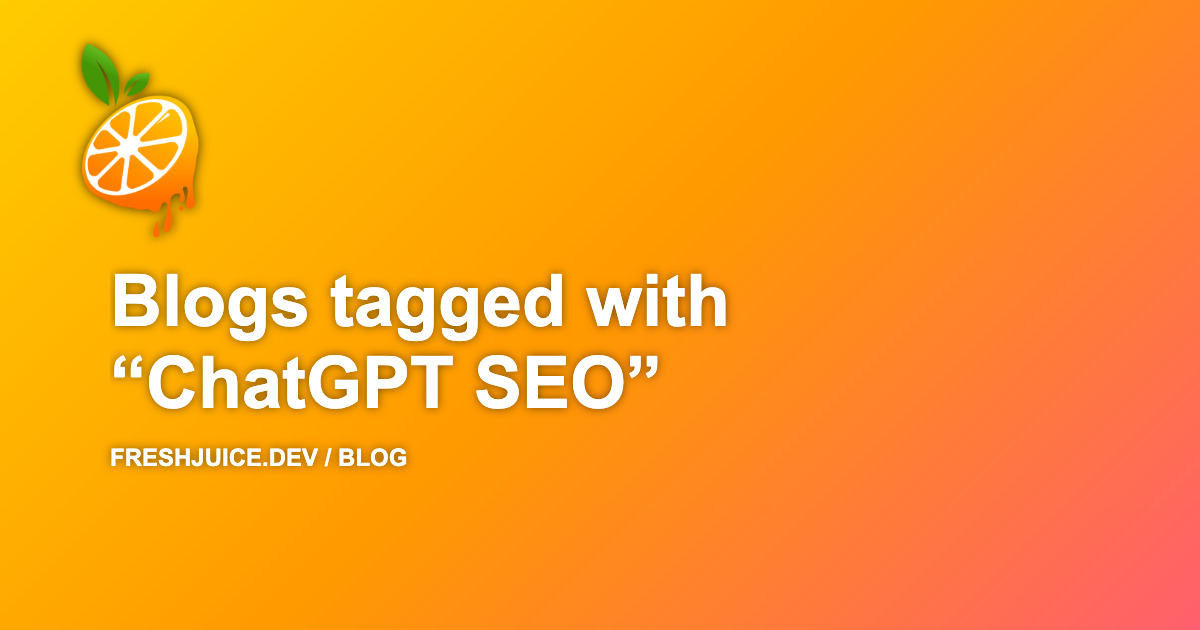 Blogs tagged with
“ChatGPT SEO”
FRESHJUICE.DEV / BLOG